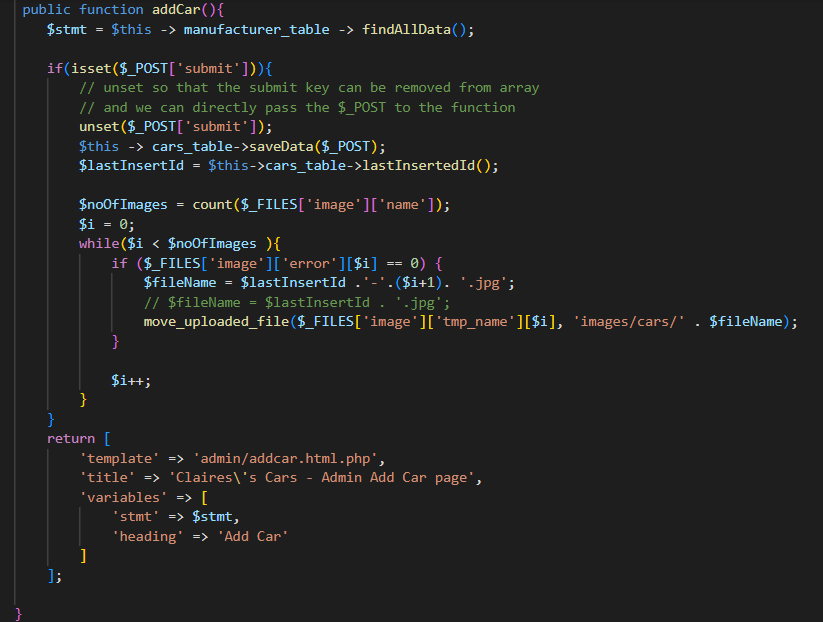 public function addCar(){
$stmt = $this -> manufacturer_table -> findAllData();
if(isset($_POST['submit'])){
// unset so that the submit key can be removed from array
// and we can directly pass the $_POST to the function
unset($_POST['submit']);
$this -> cars_table->saveData($_POST);
$lastInsertId = $this->cars_table->lastInsertedId();
$noOfImages = count($_FILES['image']['name']);
$i = 0;
while($i < $noOfImages ){
if ($_FILES['image']['error'][$i] == 0) {
$fileName = $lastInsertId .'-'.($i+1). '.jpg';
// $fileName = $lastInsertId . '.jpg';
move_uploaded_file($_FILES['image']['tmp_name'][$i], 'images/cars/' . $fileName);
}
$i++;
}
}
return [
'template' => 'admin/addcar.html.php',
'title' => 'Claires\'s Cars - Admin Add Car page',
'variables' => [
'stmt' => $stmt,
'heading' => 'Add Car'
]
];
}